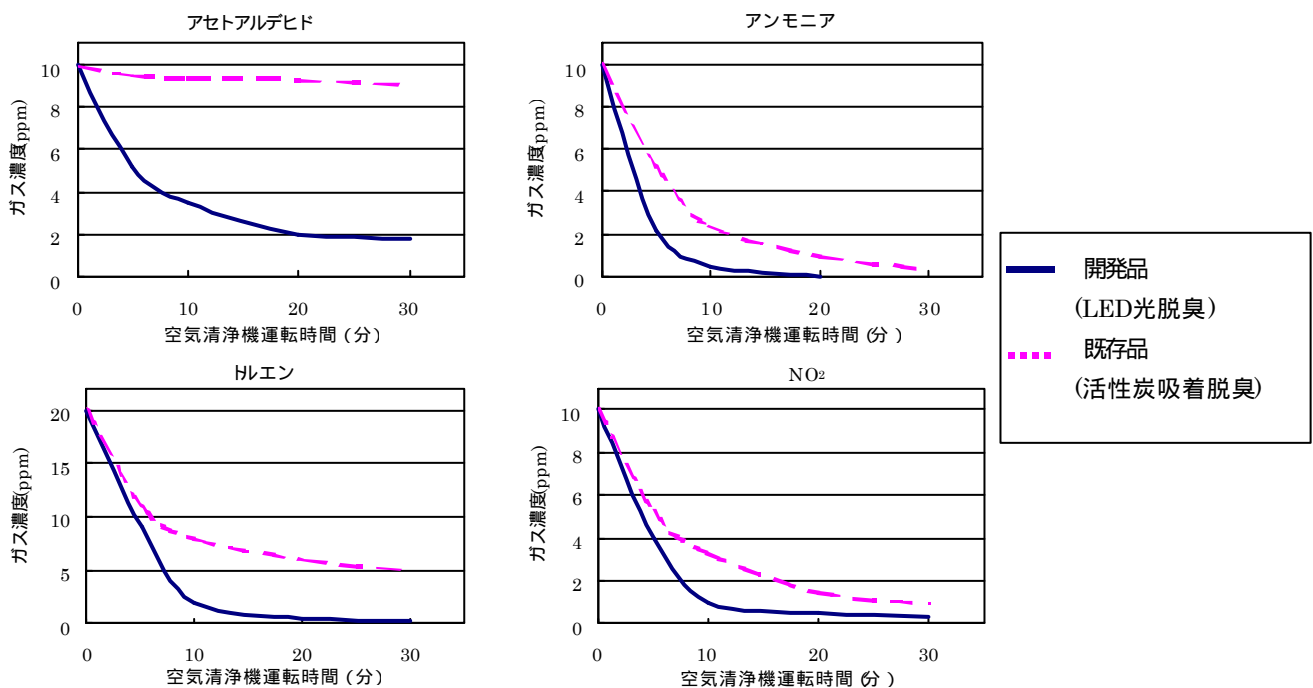 アセトアルデヒド
ガス濃度(ppm)
10
8
6
4
2
0
0 10 20 30
空気清浄機運転時間(分)
アンモニア
ガス濃度(ppm)
10
8
6
4
2
0
0 10 20 30
空気清浄機運転時間(分)
トルエン
ガス濃度(ppm)
20
15
10
5
0
0 10 20 30
空気清浄機運転時間(分)
NO2
ガス濃度(ppm)
10
8
6
4
2
0
0 10 20 30
空気清浄機運転時間(分)
開発品
(LED光脱臭)
既存品
(活性炭吸着脱臭)